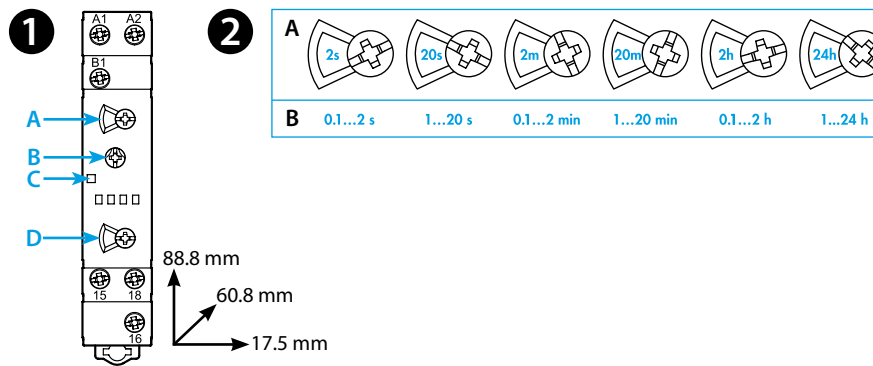 1
A1 A2
B1
A
B
C
D
15 18
16
88.8 mm
60.8 mm
17.5 mm
2
A 2s 20s 2m 20m 2h 24h
B 0.1...2 s 1...20 s 0.1...2 min 1...20 min 0.1...2 h 1...24 h